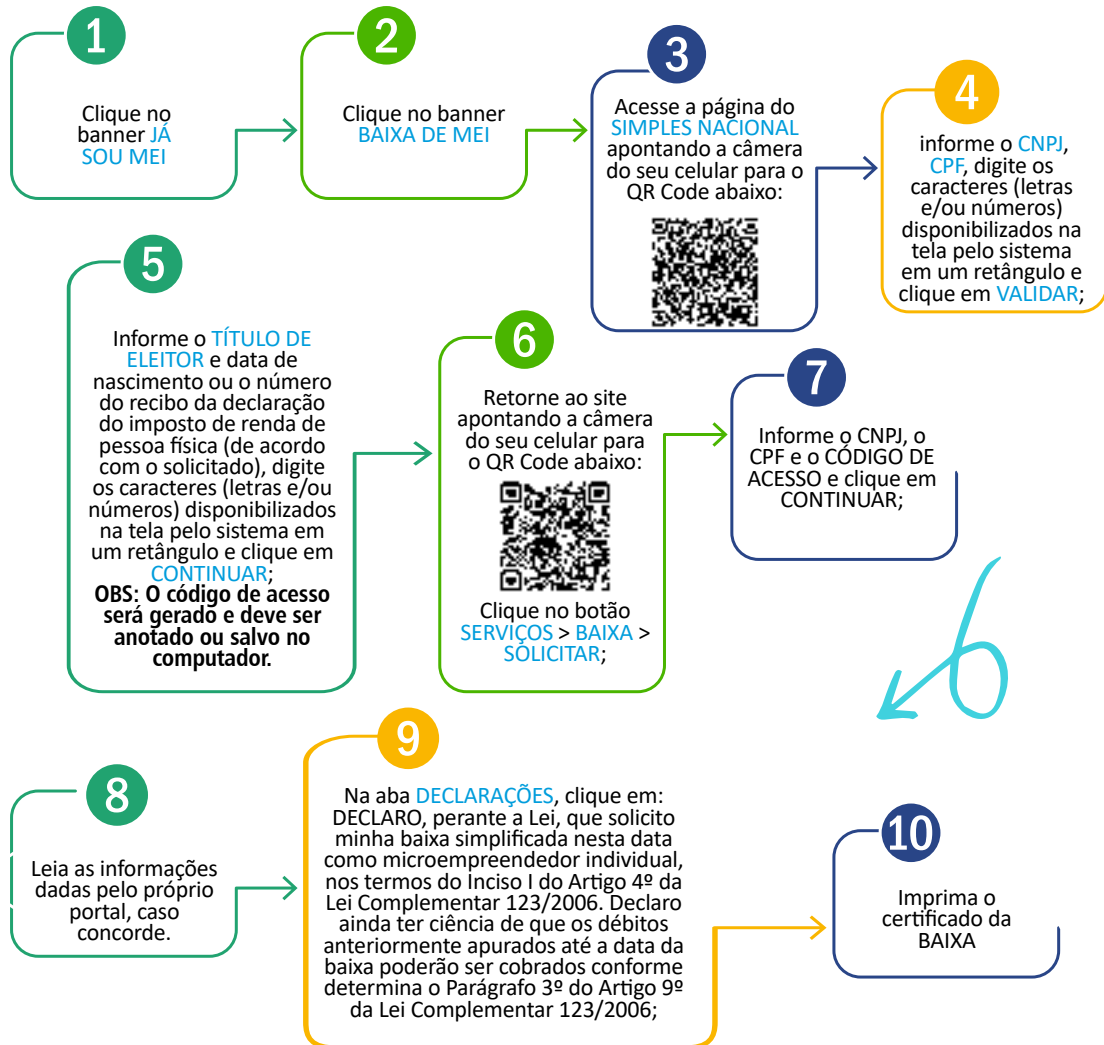 1
Clique no
banner JÁ
SOU MEI
2
Clique no banner
BAIXA DE MEI
3
Acesse a página do
SIMPLES NACIONAL
apontando a câmera
do seu celular para o
QR Code abaixo:
4
informe o CNPJ,
CPF, digite os
caracteres (letras
e/ou números)
disponibilizados na
tela pelo sistema
em um retângulo e
clique em VALIDAR;
5
Informe o TÍTULO DE
ELEITOR e data de
nascimento ou o número
do recibo da declaração
do imposto de renda de
pessoa física (de acordo
com o solicitado), digite
os caracteres (letras e/ou
números) disponibilizados
na tela pelo sistema em
um retângulo e clique em
CONTINUAR;
OBS: O código de acesso
será gerado e deve ser
anotado ou salvo no
computador.
6
Retorne ao site
apontando a câmera
do seu celular para
o QR Code abaixo:
Clique no botão
SERVIÇOS > BAIXA >
SOLICITAR;
7
Informe o CNPJ, o
CPF e o CÓDIGO DE
ACESSO e clique em
CONTINUAR;
8
Leia as informações
dadas pelo próprio
portal, caso
concorde.
9
Na aba DECLARAÇÕES, clique em:
DECLARO, perante a Lei, que solicito
minha baixa simplificada nesta data
como microempreendedor individual,
nos termos do Inciso I do Artigo 4º da
Lei Complementar 123/2006. Declaro
ainda ter ciência de que os débitos
anteriormente apurados até a data da
baixa poderão ser cobrados conforme
determina o Parágrafo 3º do Artigo 9º
da Lei Complementar 123/2006;
10
Imprima o
certificado da
BAIXA